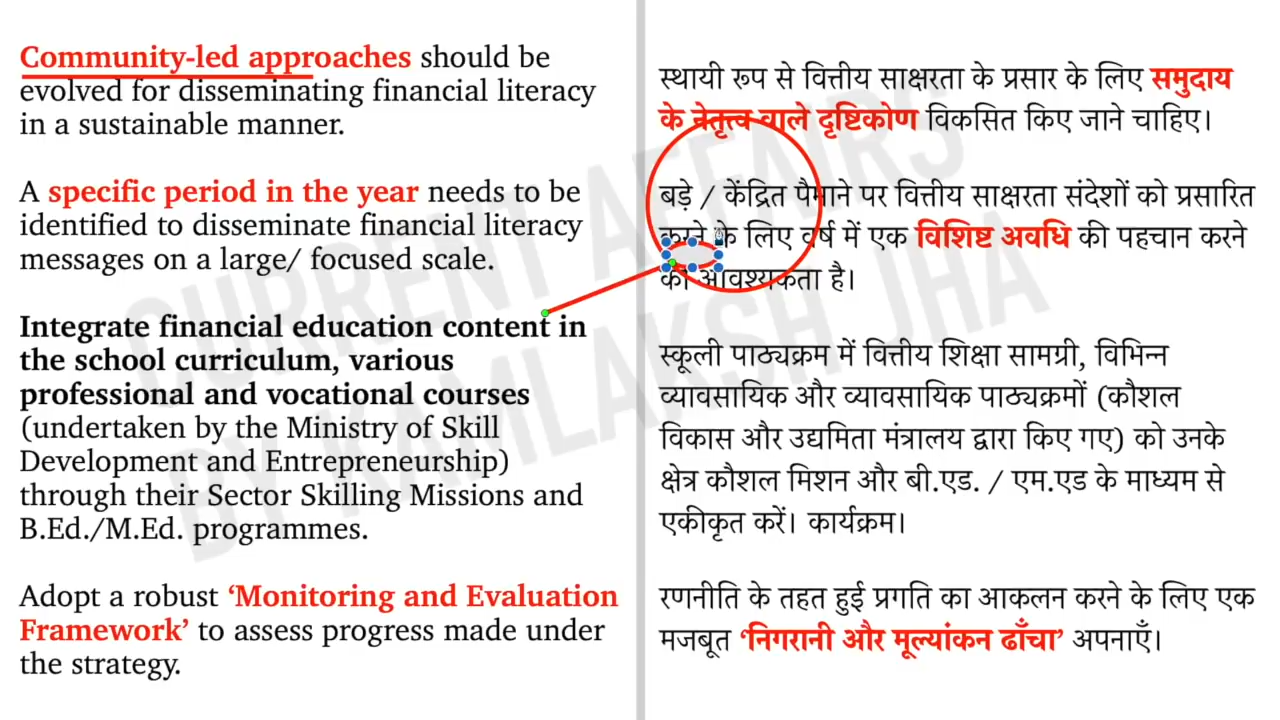 Community-led approaches should be
evolved for disseminating financial literacy
in a sustainable manner.
A specific period in the year needs to be
identified to disseminate financial literacy
messages on a large/ focused scale.
Integrate financial education content in
the school curriculum, various
professional and vocational courses
(undertaken by the Ministry of Skill
Development and Entrepreneurship)
through their Sector Skilling Missions and
B.Ed./M.Ed. programmes.
Adopt a robust ‘Monitoring and Evaluation
Framework’ to assess progress made under
the strategy.
स्थायी रूप से वित्तीय साक्षरता के प्रसार के लिए समुदाय
के नेतृत्व वाले दृष्टिकोण विकसित किए जाने चाहिए।
बड़े / केंद्रित पैमाने पर वित्तीय साक्षरता संदेशों को प्रसारित
करने के लिए वर्ष में एक विशिष्ट अवधि की पहचान करने
की आवश्यकता है।
स्कूली पाठ्यक्रम में वित्तीय शिक्षा सामग्री, विभिन्न
व्यावसायिक और व्यावसायिक पाठ्यक्रमों (कौशल
विकास और उद्यमिता मंत्रालय द्वारा किए गए) को उनके
क्षेत्र कौशल मिशन और बी.एड. / एम.एड के माध्यम से
एकीकृत करें। कार्यक्रम।
रणनीति के तहत हुई प्रगति का आकलन करने के लिए एक
मजबूत ‘निगरानी और मूल्यांकन ढाँचा’ अपनाएँ।
CURRENT AFFAIRS
BY KAMLAKSH JHA